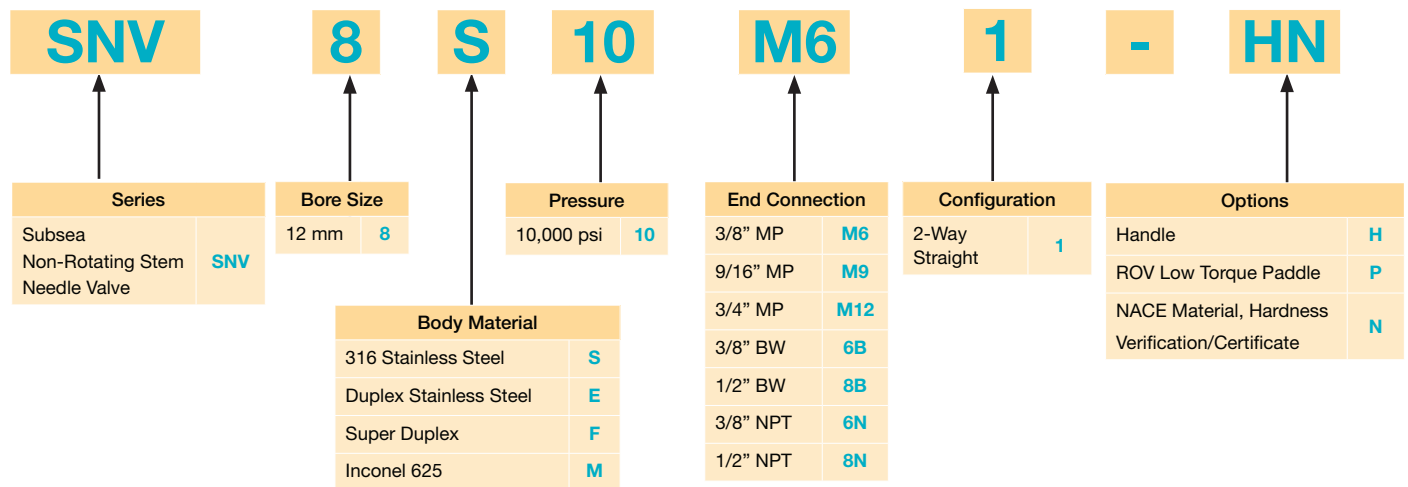 SNV 8 S 10 M6 1 - HN
Series
Subsea
Non-Rotating Stem
Needle Valve
SNV
Bore Size
12 mm 8
Body Material
316 Stainless Steel S
Duplex Stainless Steel E
Super Duplex F
Inconel 625 M
Pressure
10,000 psi 10
End Connection
3/8” MP M6
9/16” MP M9
3/4” MP M12
3/8” BW 6B
1/2” BW 8B
3/8” NPT 6N
1/2” NPT 8N
Configuration
2-Way
Straight
1
Options
Handle H
ROV Low Torque Paddle P
NACE Material, Hardness
Verification/Certificate
N